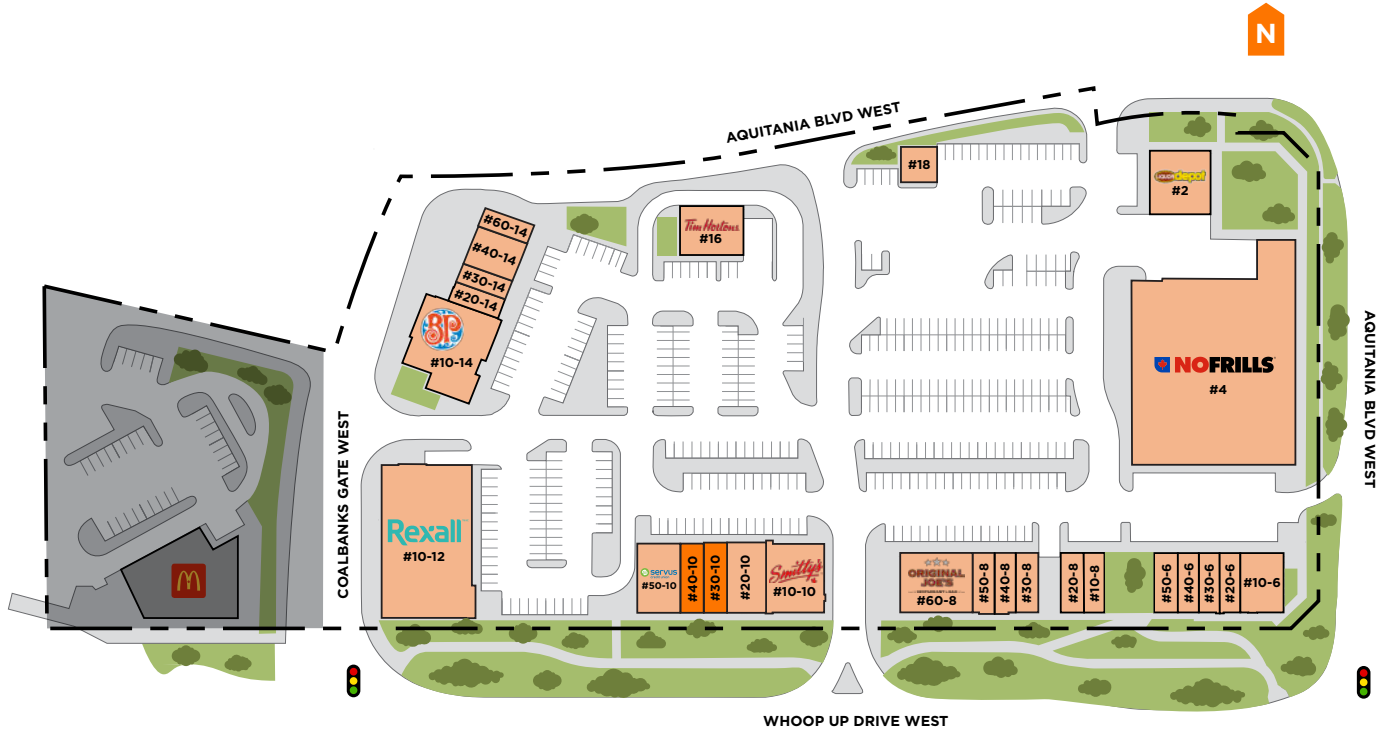 N
AQUITANIA BLVD WEST
#18
LIQUOR depot
#2
#60-14
#40-14
#30-14
#20-14
BP
#10-14
Tim Hortons
#16
NOFRILLS
#4
AQUITANIA BLVD WEST
COALBANKS GATE WEST
Rexall
#10-12
servus
#50-10
#40-10
#30-10
#20-10
Smitty's
#10-10
ORIGINAL
JOE'S
#60-8
#50-8
#40-8
#30-8
#20-8
#10-8
#50-6
#40-6
#30-6
#20-6
#10-6
WHOOP UP DRIVE WEST